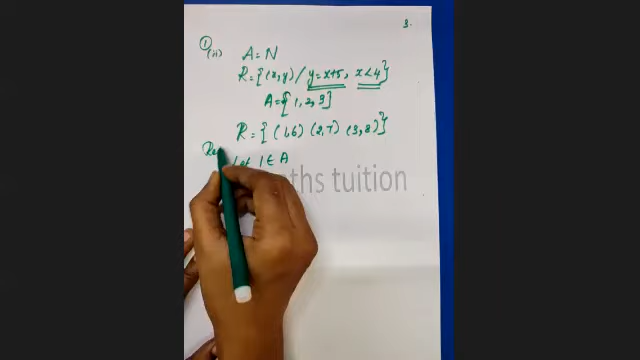 3.
① (ii) A = N
R = {(x, y) / y = x+5, x < 4}
A = {1, 2, 3}
R = { (1,6) (2,7) (3, 8) }
Let 1 ∈ A
ths tuition